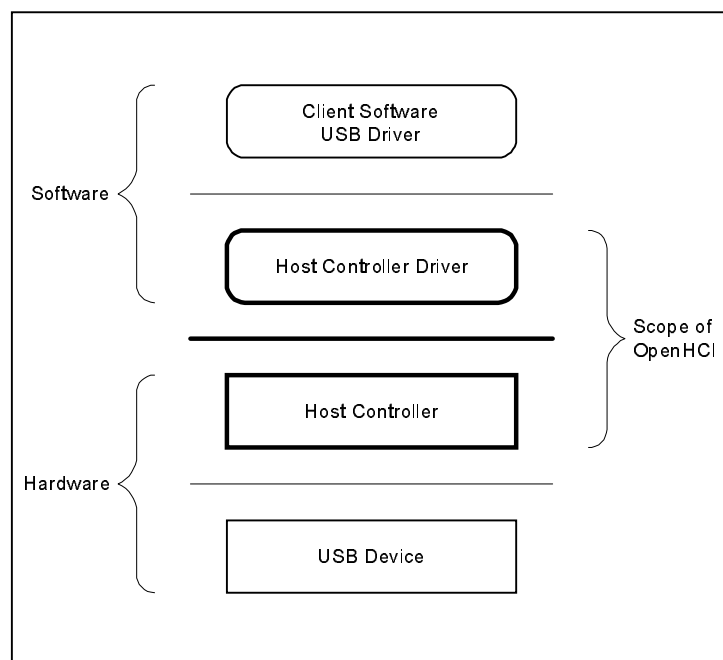 Client Software
USB Driver
Software
Host Controller Driver
Scope of
OpenHCI
Host Controller
Hardware
USB Device